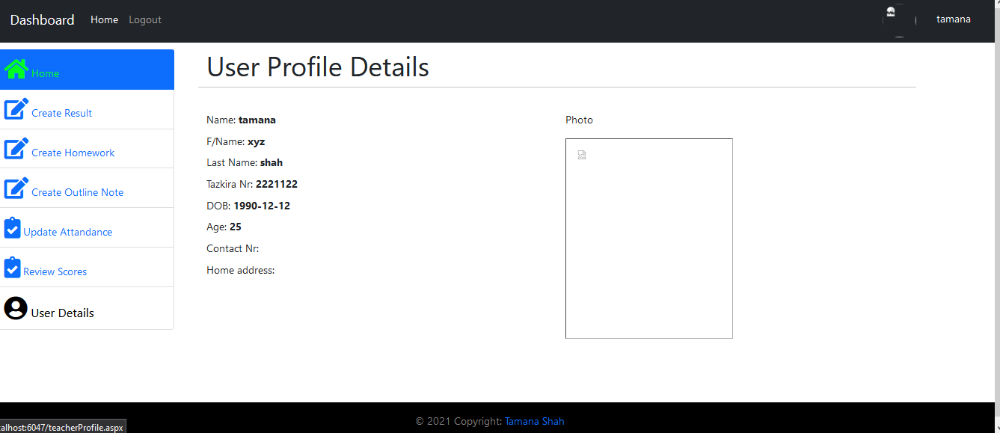 Dashboard Home Logout tamana
Home
Create Result
Create Homework
Create Outline Note
Update Attandance
Review Scores
User Details
User Profile Details
Name: tamana
F/Name: xyz
Last Name: shah
Tazkira Nr: 2221122
DOB: 1990-12-12
Age: 25
Contact Nr:
Home address:
Photo
© 2021 Copyright: Tamana Shah
alhost:6047/teacherProfile.aspx